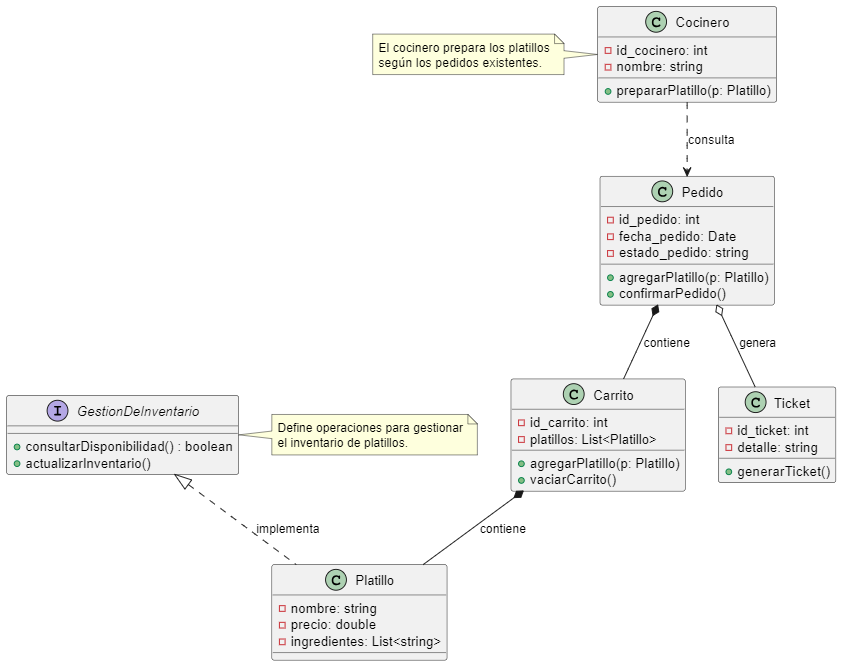 C Cocinero
id_cocinero: int
nombre: string
prepararPlatillo(p: Platillo)
El cocinero prepara los platillos
según los pedidos existentes.
consulta
C Pedido
id_pedido: int
fecha_pedido: Date
estado_pedido: string
agregarPlatillo(p: Platillo)
confirmarPedido()
contiene
genera
C Carrito
id_carrito: int
platillos: List<Platillo>
agregarPlatillo(p: Platillo)
vaciarCarrito()
C Ticket
id_ticket: int
detalle: string
generarTicket()
I GestionDeInventario
consultarDisponibilidad() : boolean
actualizarInventario()
Define operaciones para gestionar
el inventario de platillos.
implementa
contiene
C Platillo
nombre: string
precio: double
ingredientes: List<string>